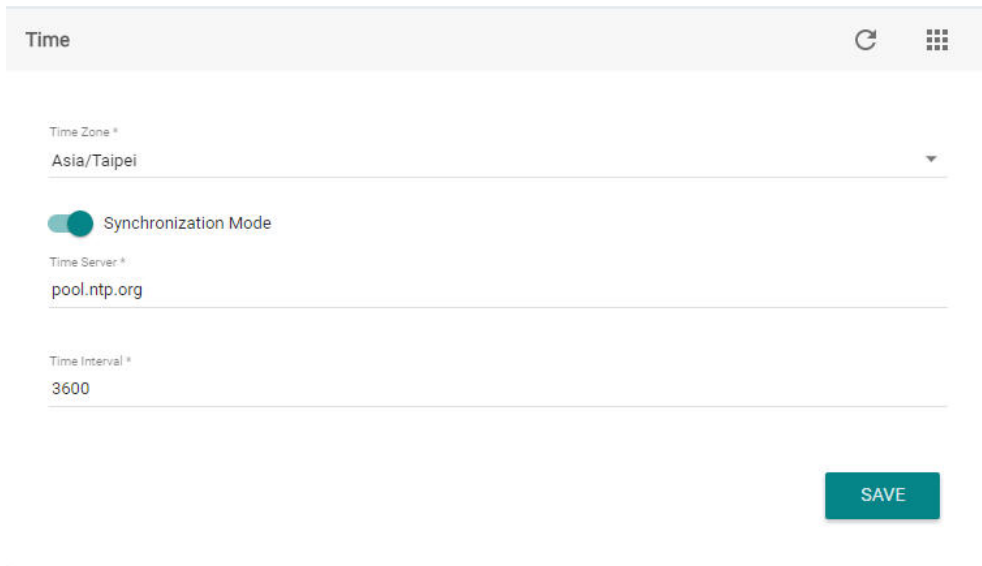 Time
Time Zone *
Asia/Taipei
Synchronization Mode
Time Server *
pool.ntp.org
Time Interval *
3600
SAVE